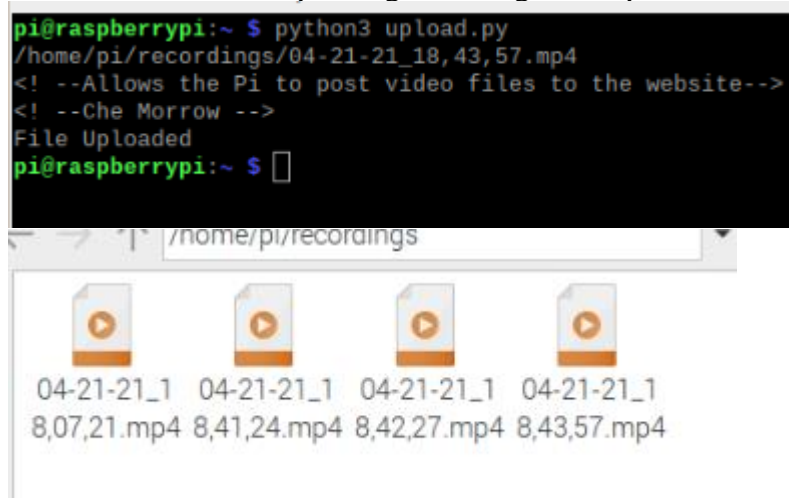 pi@raspberrypi:~ $ python3 upload.py
/home/pi/recordings/04-21-21_18,43,57.mp4
<! --Allows the Pi to post video files to the website-->
<! --Che Morrow -->
File Uploaded
pi@raspberrypi:~ $
/home/pi/recordings
04-21-21_1 04-21-21_1 04-21-21_1 04-21-21_1
8,07,21.mp4 8,41,24.mp4 8,42,27.mp4 8,43,57.mp4